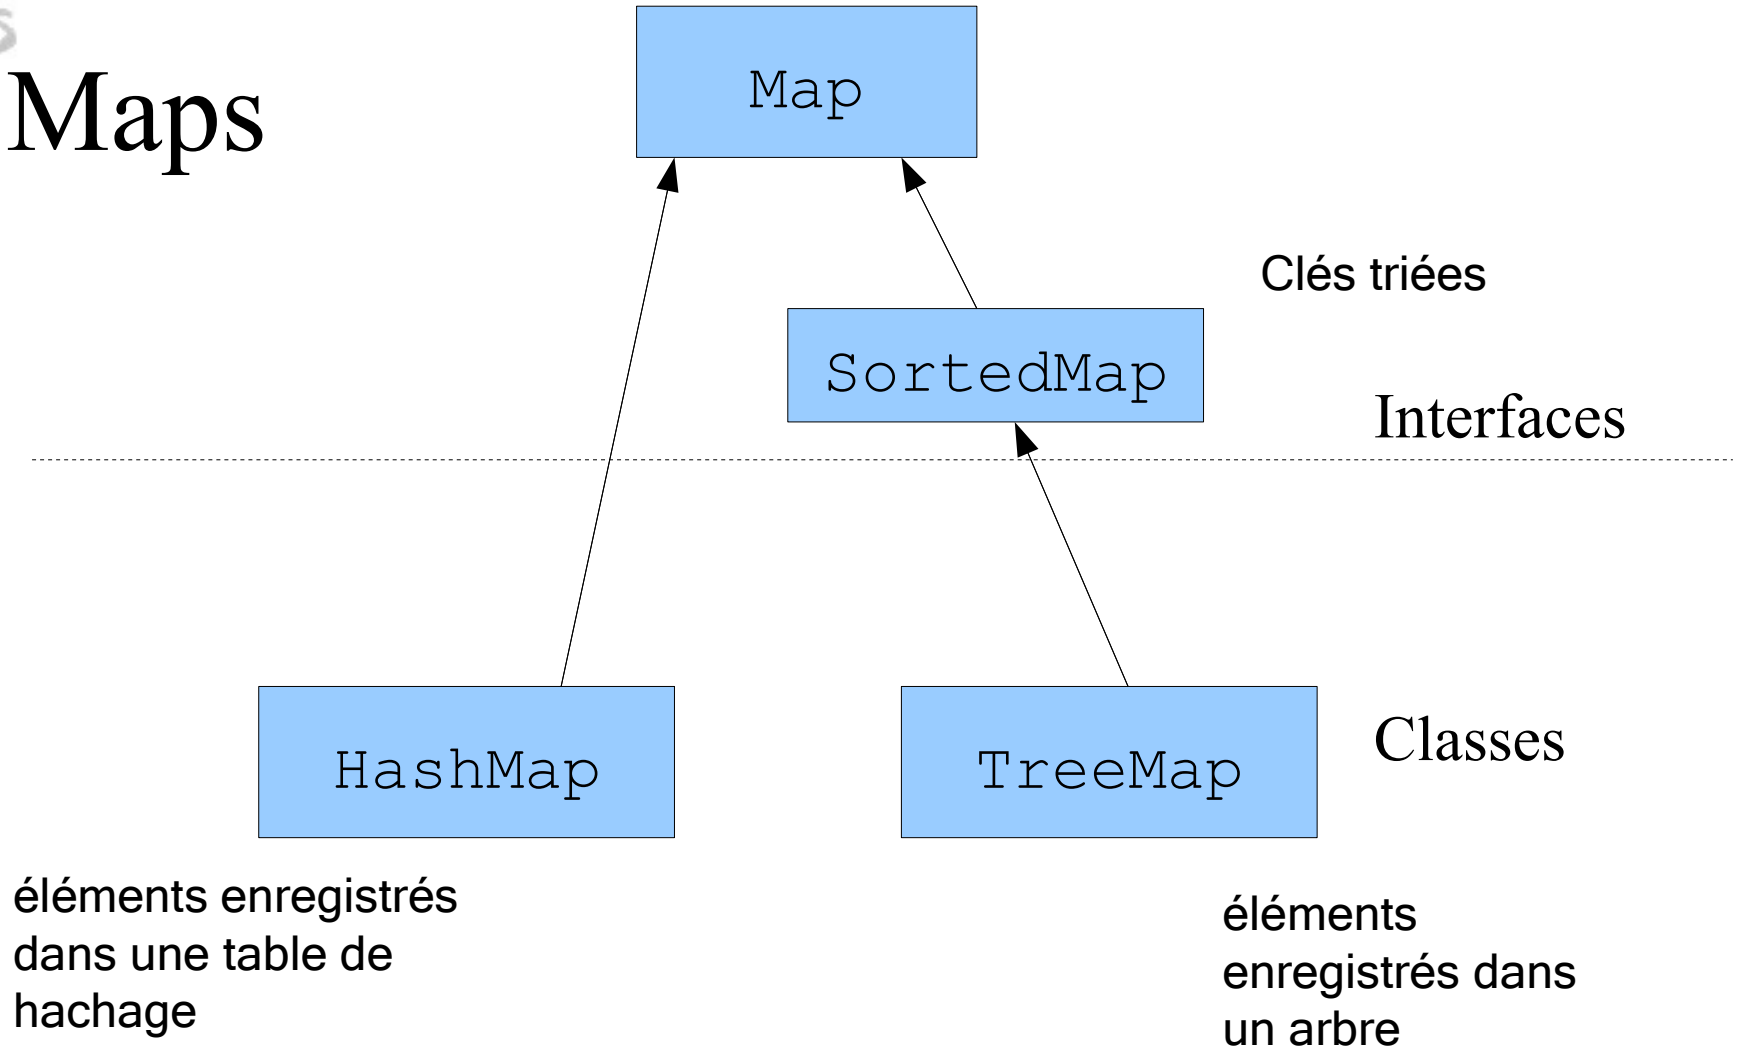 Maps
Map
Clés triées
SortedMap
Interfaces
HashMap
TreeMap
Classes
éléments enregistrés
dans une table de
hachage
éléments
enregistrés dans
un arbre